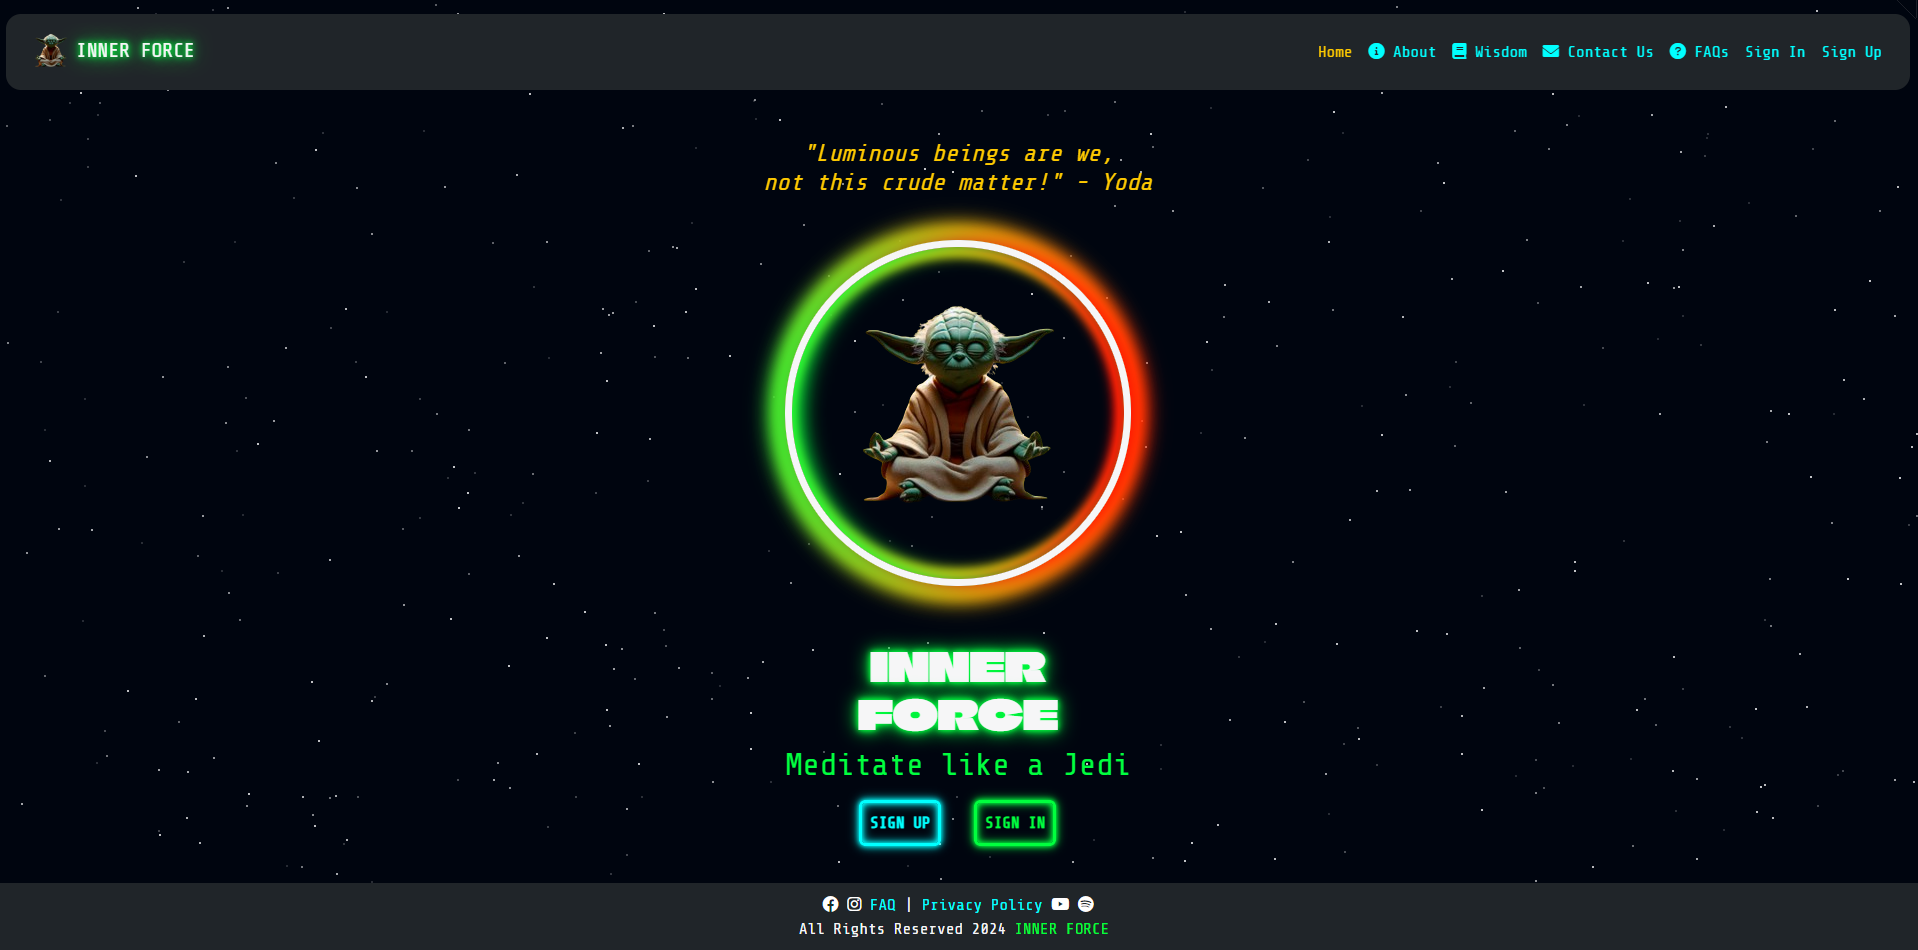 INNER FORCE
Home About Wisdom Contact Us FAQs Sign In Sign Up
"Luminous beings are we,
not this crude matter!" - Yoda
INNER
FORCE
Meditate like a Jedi
SIGN UP SIGN IN
FAQ | Privacy Policy
All Rights Reserved 2024 INNER FORCE